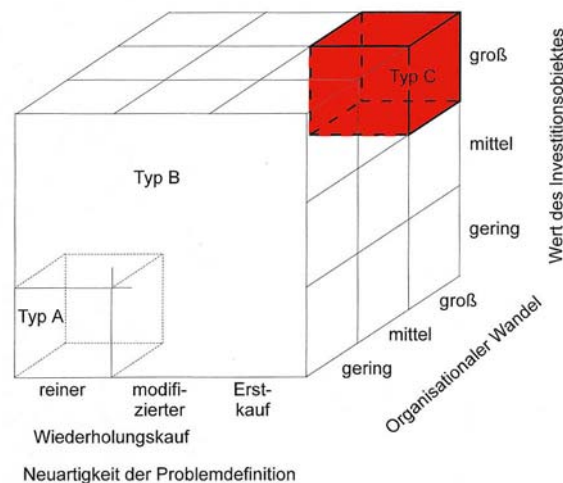 groß
Typ C
mittel
Typ B
gering
Typ A
groß
mittel
gering
reiner
modifi-
zierter
Erst-
kauf
Wiederholungskauf
Neuartigkeit der Problemdefinition
Organisationaler Wandel
Wert des Investitionsobjektes